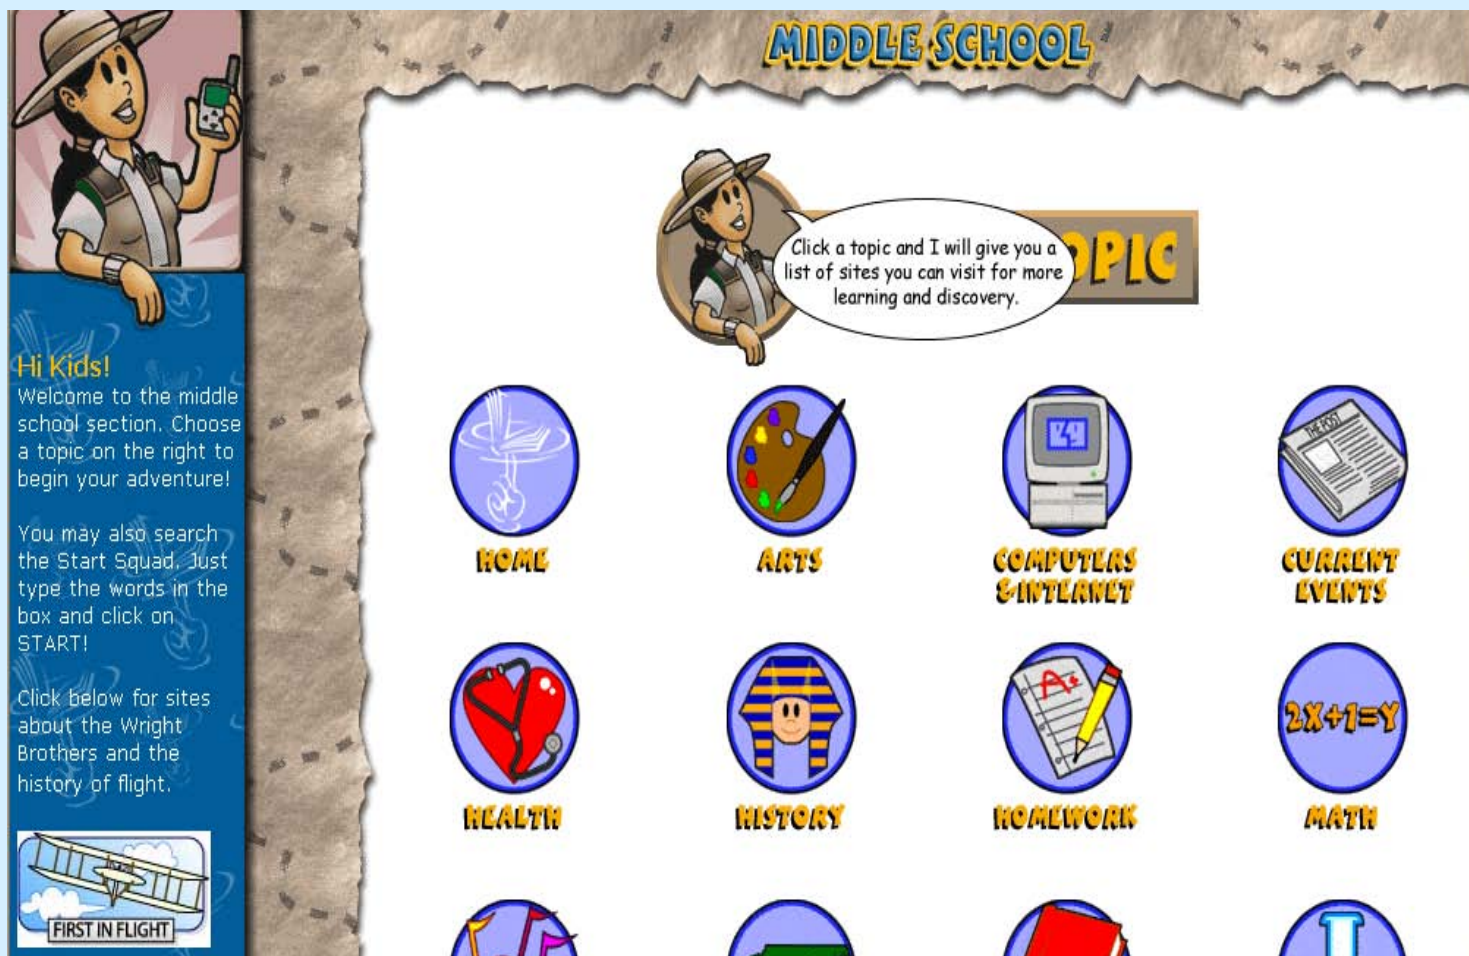 MIDDLE SCHOOL
Click a topic and I will give you a
list of sites you can visit for more
learning and discovery.
OPIC
Hi Kids!
Welcome to the middle
school section. Choose
a topic on the right to
begin your adventure!
You may also search
the Start Squad. Just
type the words in the
box and click on
START!
Click below for sites
about the Wright
Brothers and the
history of flight.
FIRST IN FLIGHT
HOME
ARTS
COMPUTERS
& INTERNET
THE POST
CURRENT
EVENTS
HEALTH
HISTORY
A+
HOMEWORK
2X+1=Y
MATH